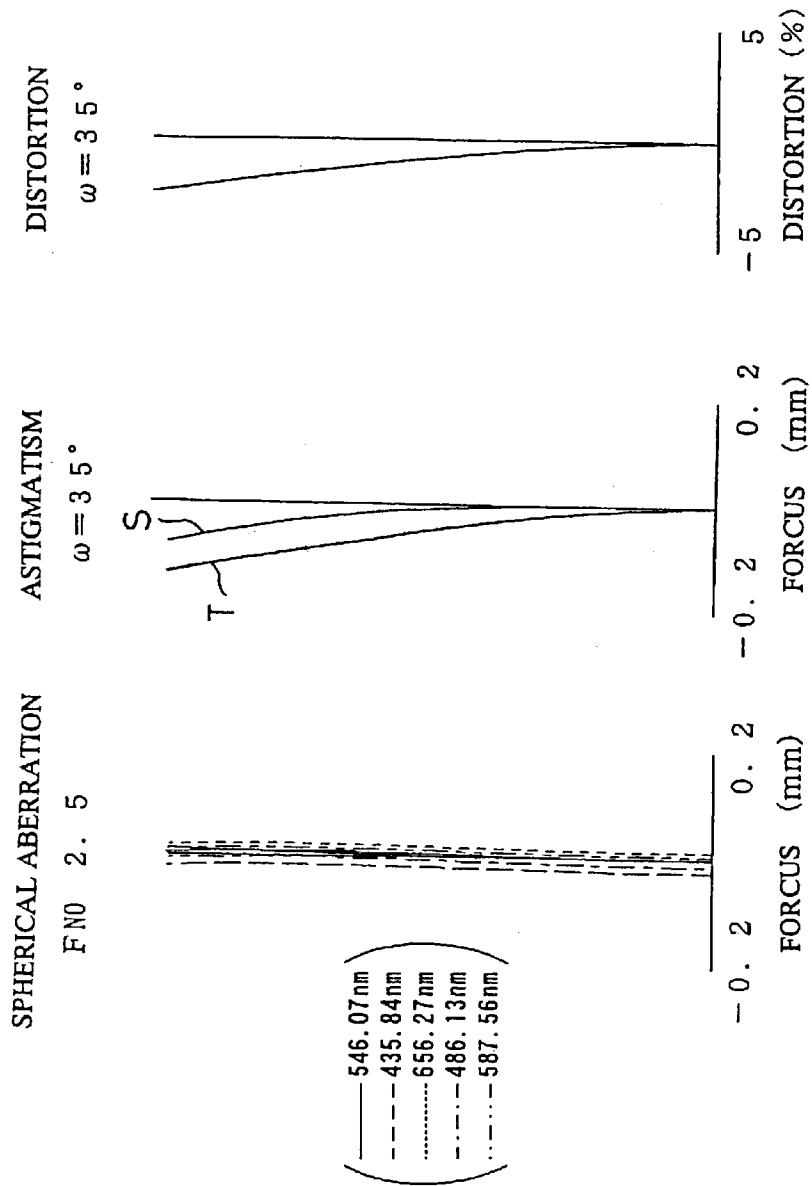 SPHERICAL ABERRATION
FNO 2. 5
546.07nm
435.84nm
656.27nm
486.13nm
587.56nm
-0. 2 0. 2
FORCUS (mm)
ASTIGMATISM
ω=35°
S
T
-0. 2 0. 2
FORCUS (mm)
DISTORTION
ω=35°
-5 5
DISTORTION (%)